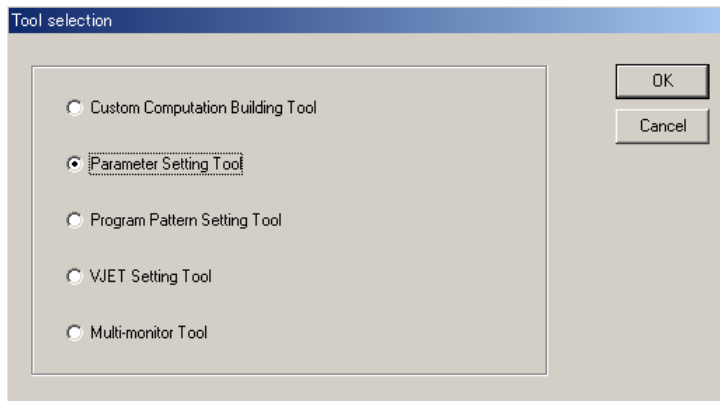 Tool selection
Custom Computation Building Tool
Parameter Setting Tool
Program Pattern Setting Tool
VJET Setting Tool
Multi-monitor Tool
OK
Cancel